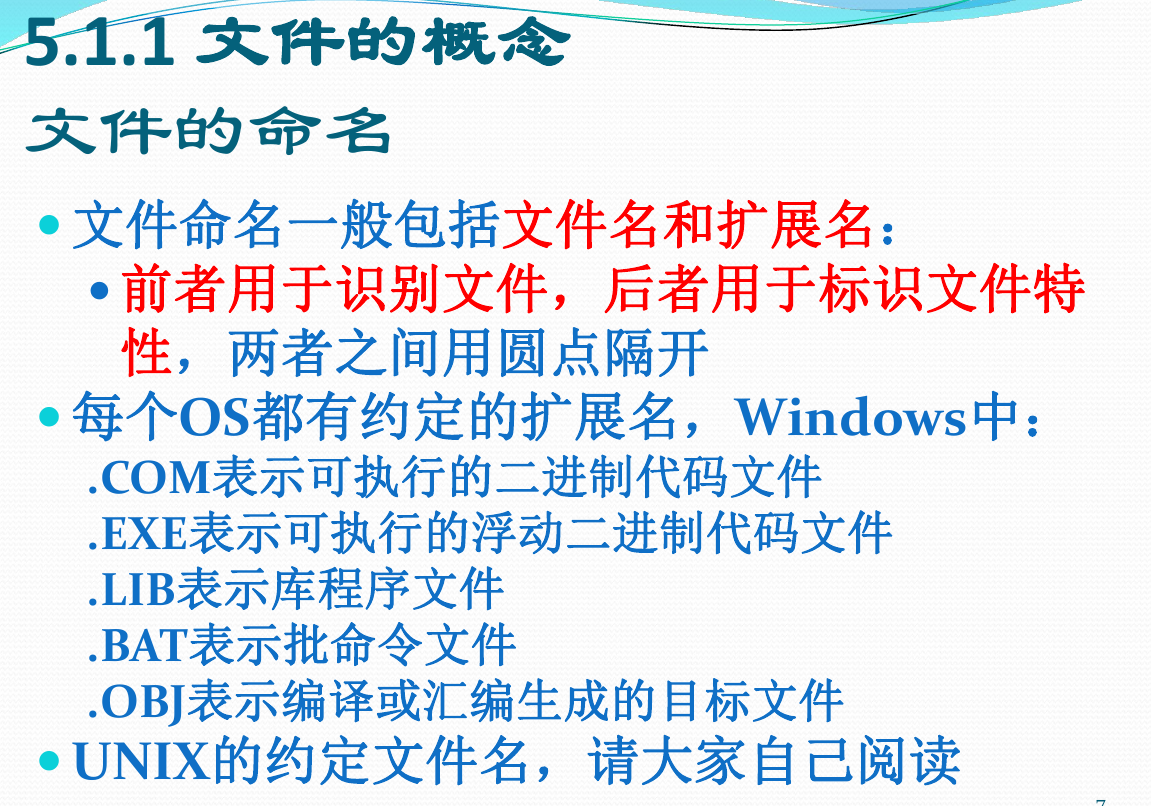 5.1.1 文件的概念
文件的命名
文件命名一般包括文件名和扩展名：
前者用于识别文件，后者用于标识文件特
性，两者之间用圆点隔开
每个OS都有约定的扩展名，Windows中：
.COM表示可执行的二进制代码文件
.EXE表示可执行的浮动二进制代码文件
.LIB表示库程序文件
.BAT表示批命令文件
.OBJ表示编译或汇编生成的目标文件
UNIX的约定文件名，请大家自己阅读
7